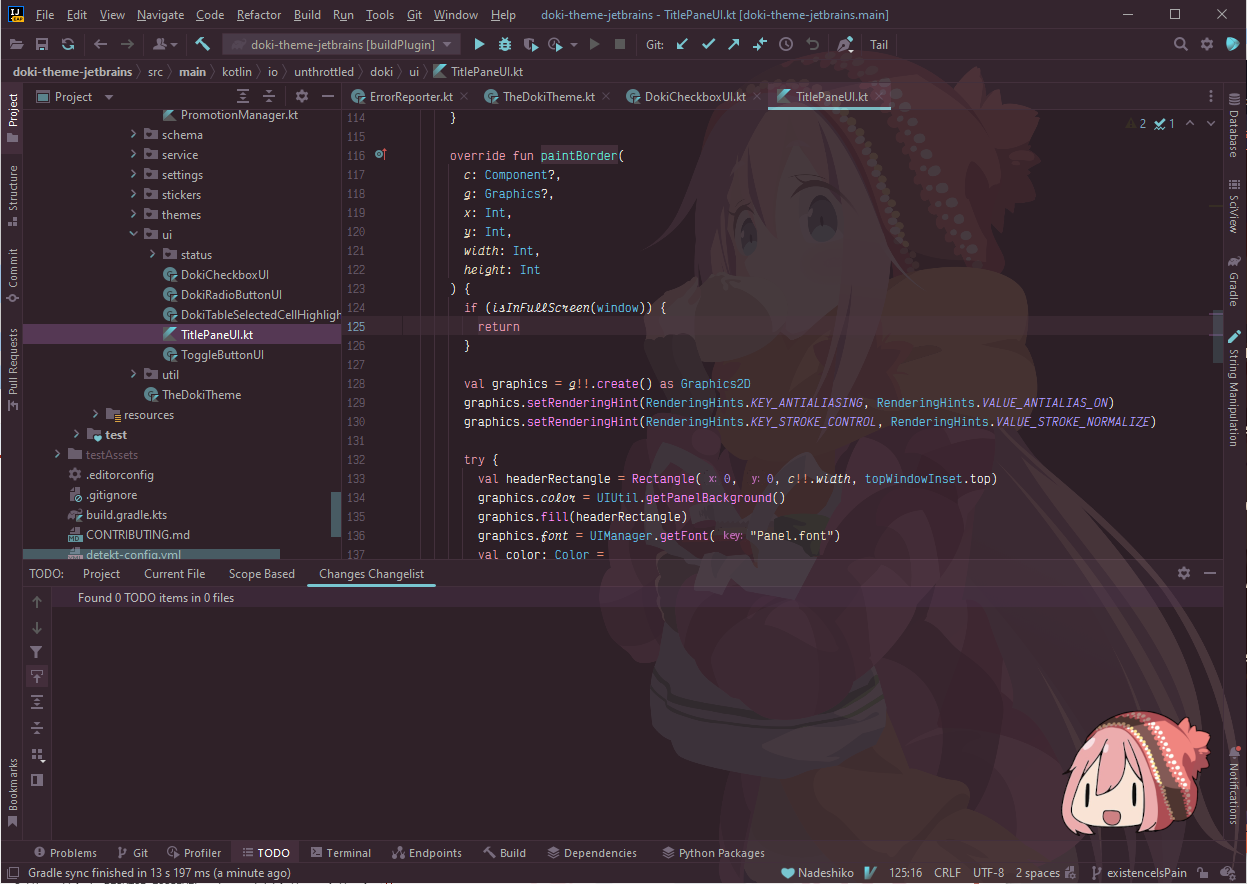 File Edit View Navigate Code Refactor Build Run Tools Git Window Help doki-theme-jetbrains - TitlePaneUI.kt [doki-theme-jetbrains.main]
doki-theme-jetbrains [buildPlugin] Git: Tail
doki-theme-jetbrains src main kotlin io unthrottled doki ui TitlePaneUI.kt
Project
Structure
Commit
Pull Requests
Bookmarks
Project
PromotionManager.kt
schema
service
settings
stickers
themes
ui
status
DokiCheckboxUI
DokiRadioButtonUI
DokiTableSelectedCellHighligh
TitlePaneUI.kt
ToggleButtonUI
util
TheDokiTheme
resources
test
testAssets
.editorconfig
.gitignore
build.gradle.kts
CONTRIBUTING.md
detekt-config.yml
ErrorReporter.kt TheDokiTheme.kt DokiCheckboxUI.kt TitlePaneUI.kt
2 1
114 }
115
116 override fun paintBorder(
117 c: Component?,
118 g: Graphics?,
119 x: Int,
120 y: Int,
121 width: Int,
122 height: Int
123 ) {
124 if (isInFullScreen(window)) {
125 return
126 }
127
128 val graphics = g!!.create() as Graphics2D
129 graphics.setRenderingHint(RenderingHints.KEY_ANTIALIASING, RenderingHints.VALUE_ANTIALIAS_ON)
130 graphics.setRenderingHint(RenderingHints.KEY_STROKE_CONTROL, RenderingHints.VALUE_STROKE_NORMALIZE)
131
132 try {
133 val headerRectangle = Rectangle( x: 0, y: 0, c!!.width, topWindowInset.top)
134 graphics.color = UIUtil.getPanelBackground()
135 graphics.fill(headerRectangle)
136 graphics.font = UIManager.getFont( key: "Panel.font")
137 val color: Color =
Database
SciView
Gradle
String Manipulation
Notifications
TODO: Project Current File Scope Based Changes Changelist
Found 0 TODO items in 0 files
Problems Git Profiler TODO Terminal Endpoints Build Dependencies Python Packages
Gradle sync finished in 13 s 197 ms (a minute ago) Nadeshiko 125:16 CRLF UTF-8 2 spaces existenceIsPain